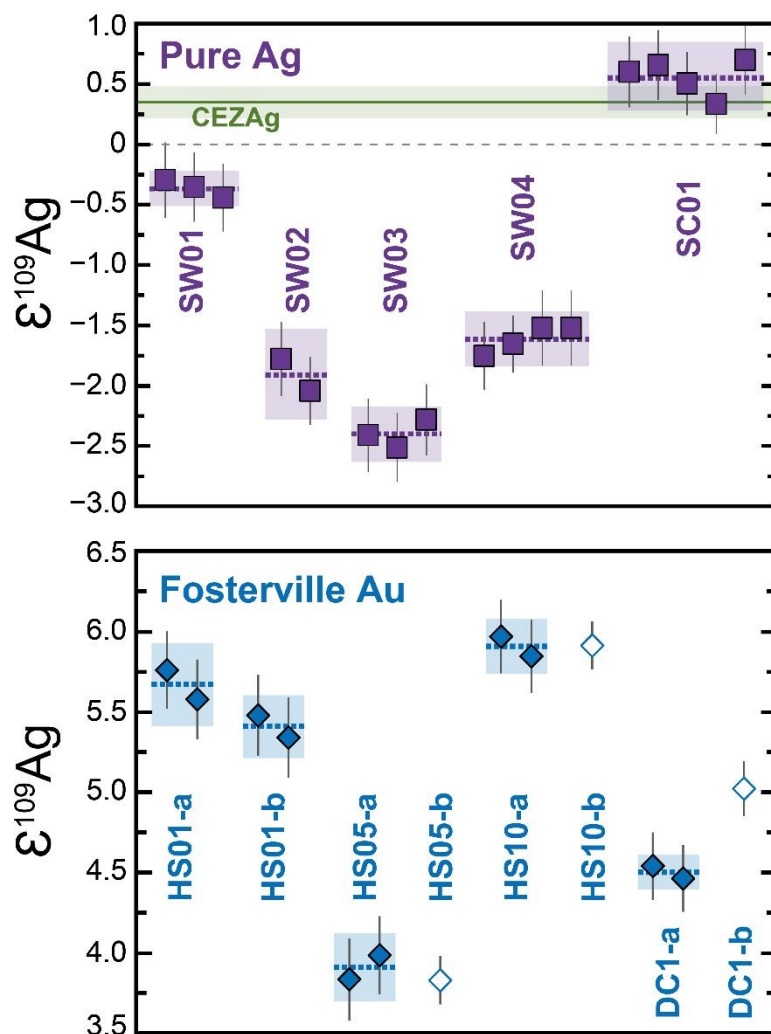 Pure Ag
CEZAg
ε¹⁰⁹Ag
1.0
0.5
0
−0.5
−1.0
−1.5
−2.0
−2.5
−3.0
SW01
SW02
SW03
SW04
SC01
Fosterville Au
ε¹⁰⁹Ag
6.5
6.0
5.5
5.0
4.5
4.0
3.5
HS01-a
HS01-b
HS05-a
HS05-b
HS10-a
HS10-b
DC1-a
DC1-b